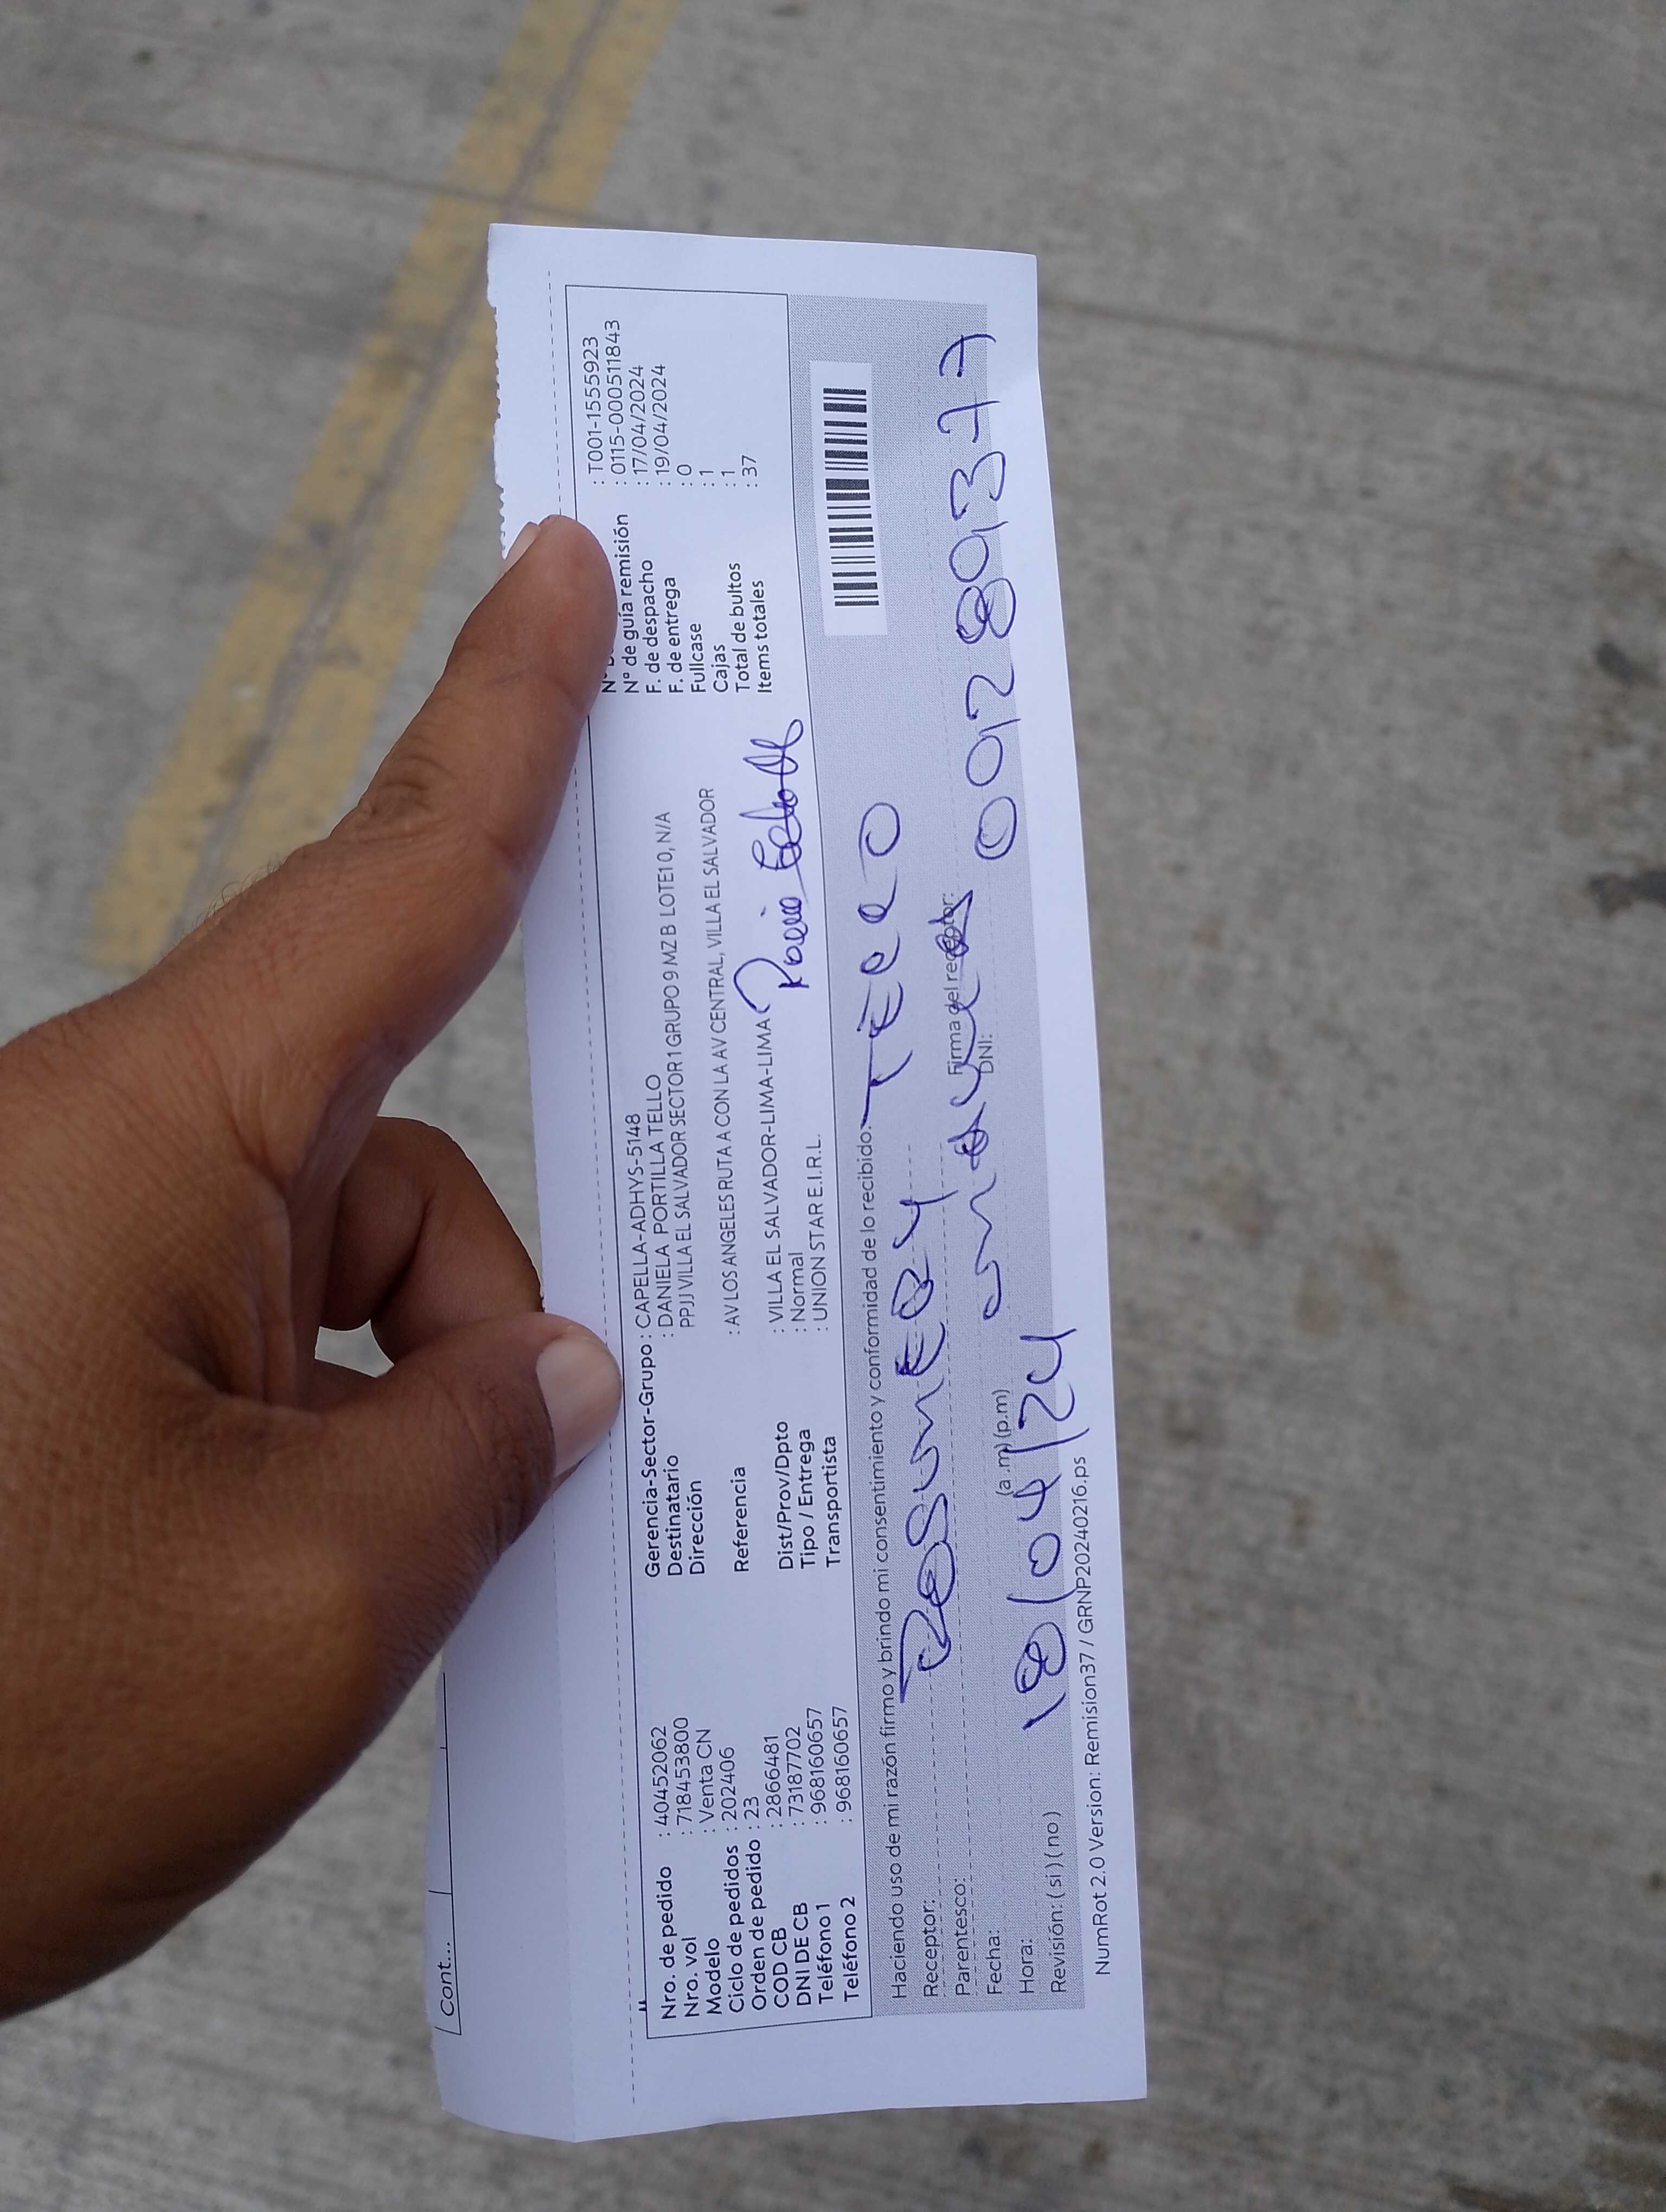 Cont...
Nro. de pedido : 40452062
Nro. vol : 718453800
Modelo : Venta CN
Ciclo de pedidos : 202406
Orden de pedido : 23
COD CB : 2866481
DNI DE CB : 73187702
Teléfono 1 : 968160657
Teléfono 2 : 968160657
Gerencia-Sector-Grupo : CAPELLA-ADHYS-5148
Destinatario : DANIELA PORTILLA TELLO
Dirección PPJJ VILLA EL SALVADOR SECTOR 1 GRUPO 9 MZ B LOTE1 0, N/A
Referencia : AV LOS ANGELES RUTA A CON LA AV CENTRAL, VILLA EL SALVADOR
Dist/Prov/Dpto : VILLA EL SALVADOR-LIMA-LIMA
Tipo / Entrega : Normal
Transportista : UNION STAR E.I.R.L.
: T001-1555923
N° de guía remisión : 0115-000511843
F. de despacho : 17/04/2024
F. de entrega : 19/04/2024
Fullcase : 0
Cajas : 1
Total de bultos : 1
Items totales : 37
Haciendo uso de mi razón firmo y brindo mi consentimiento y conformidad de lo recibido.
Receptor: ROSMERY TELLO
Parentesco:
Firma del receptor:
Fecha: 18/04/24
DNI: 001289377
Hora: (a.m) (p.m)
Revisión: ( si ) ( no )
NumRot 2.0 Version: Remision37 / GRNP20240216.ps